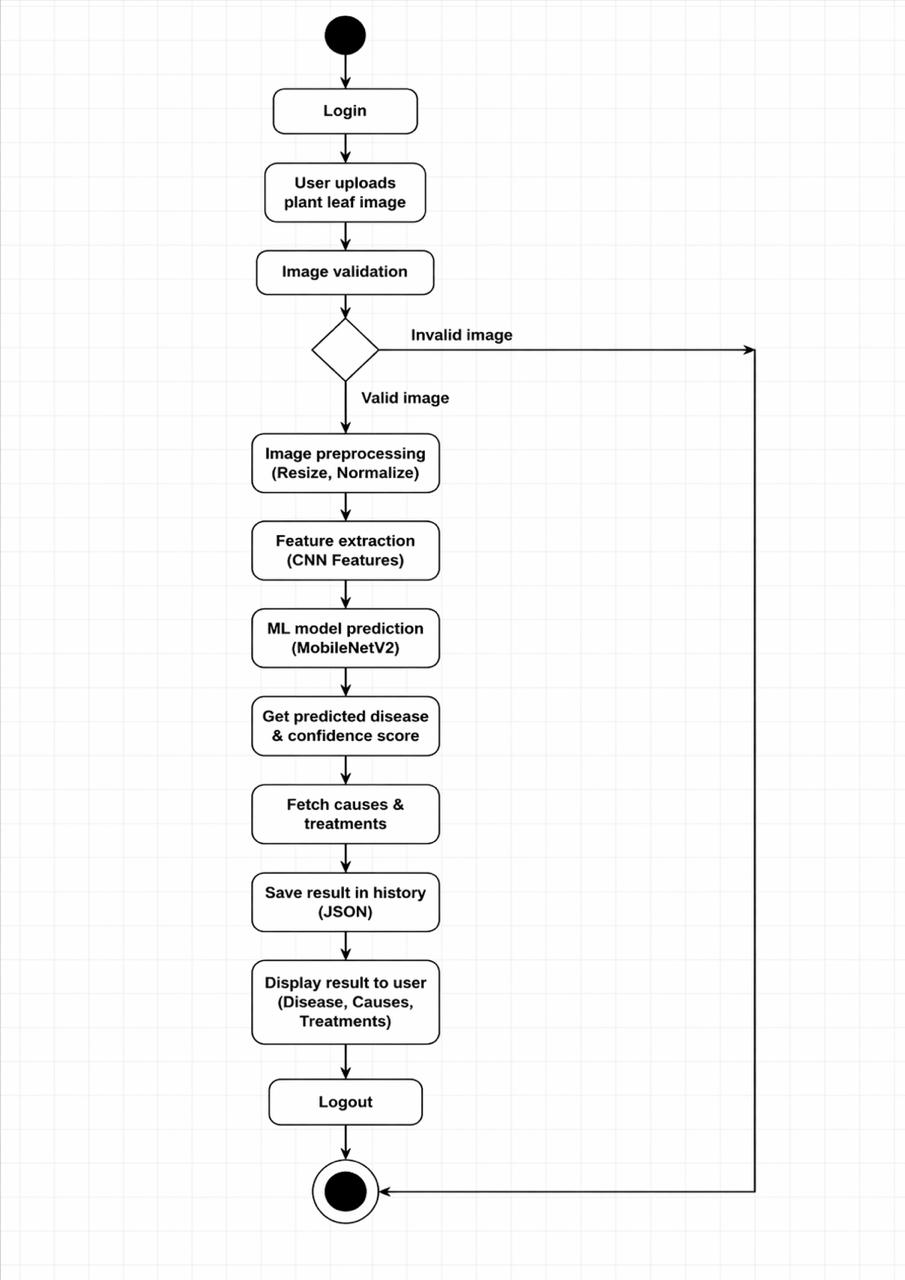 Login
User uploads
plant leaf image
Image validation
Invalid image
Valid image
Image preprocessing
(Resize, Normalize)
Feature extraction
(CNN Features)
ML model prediction
(MobileNetV2)
Get predicted disease
& confidence score
Fetch causes &
treatments
Save result in history
(JSON)
Display result to user
(Disease, Causes,
Treatments)
Logout